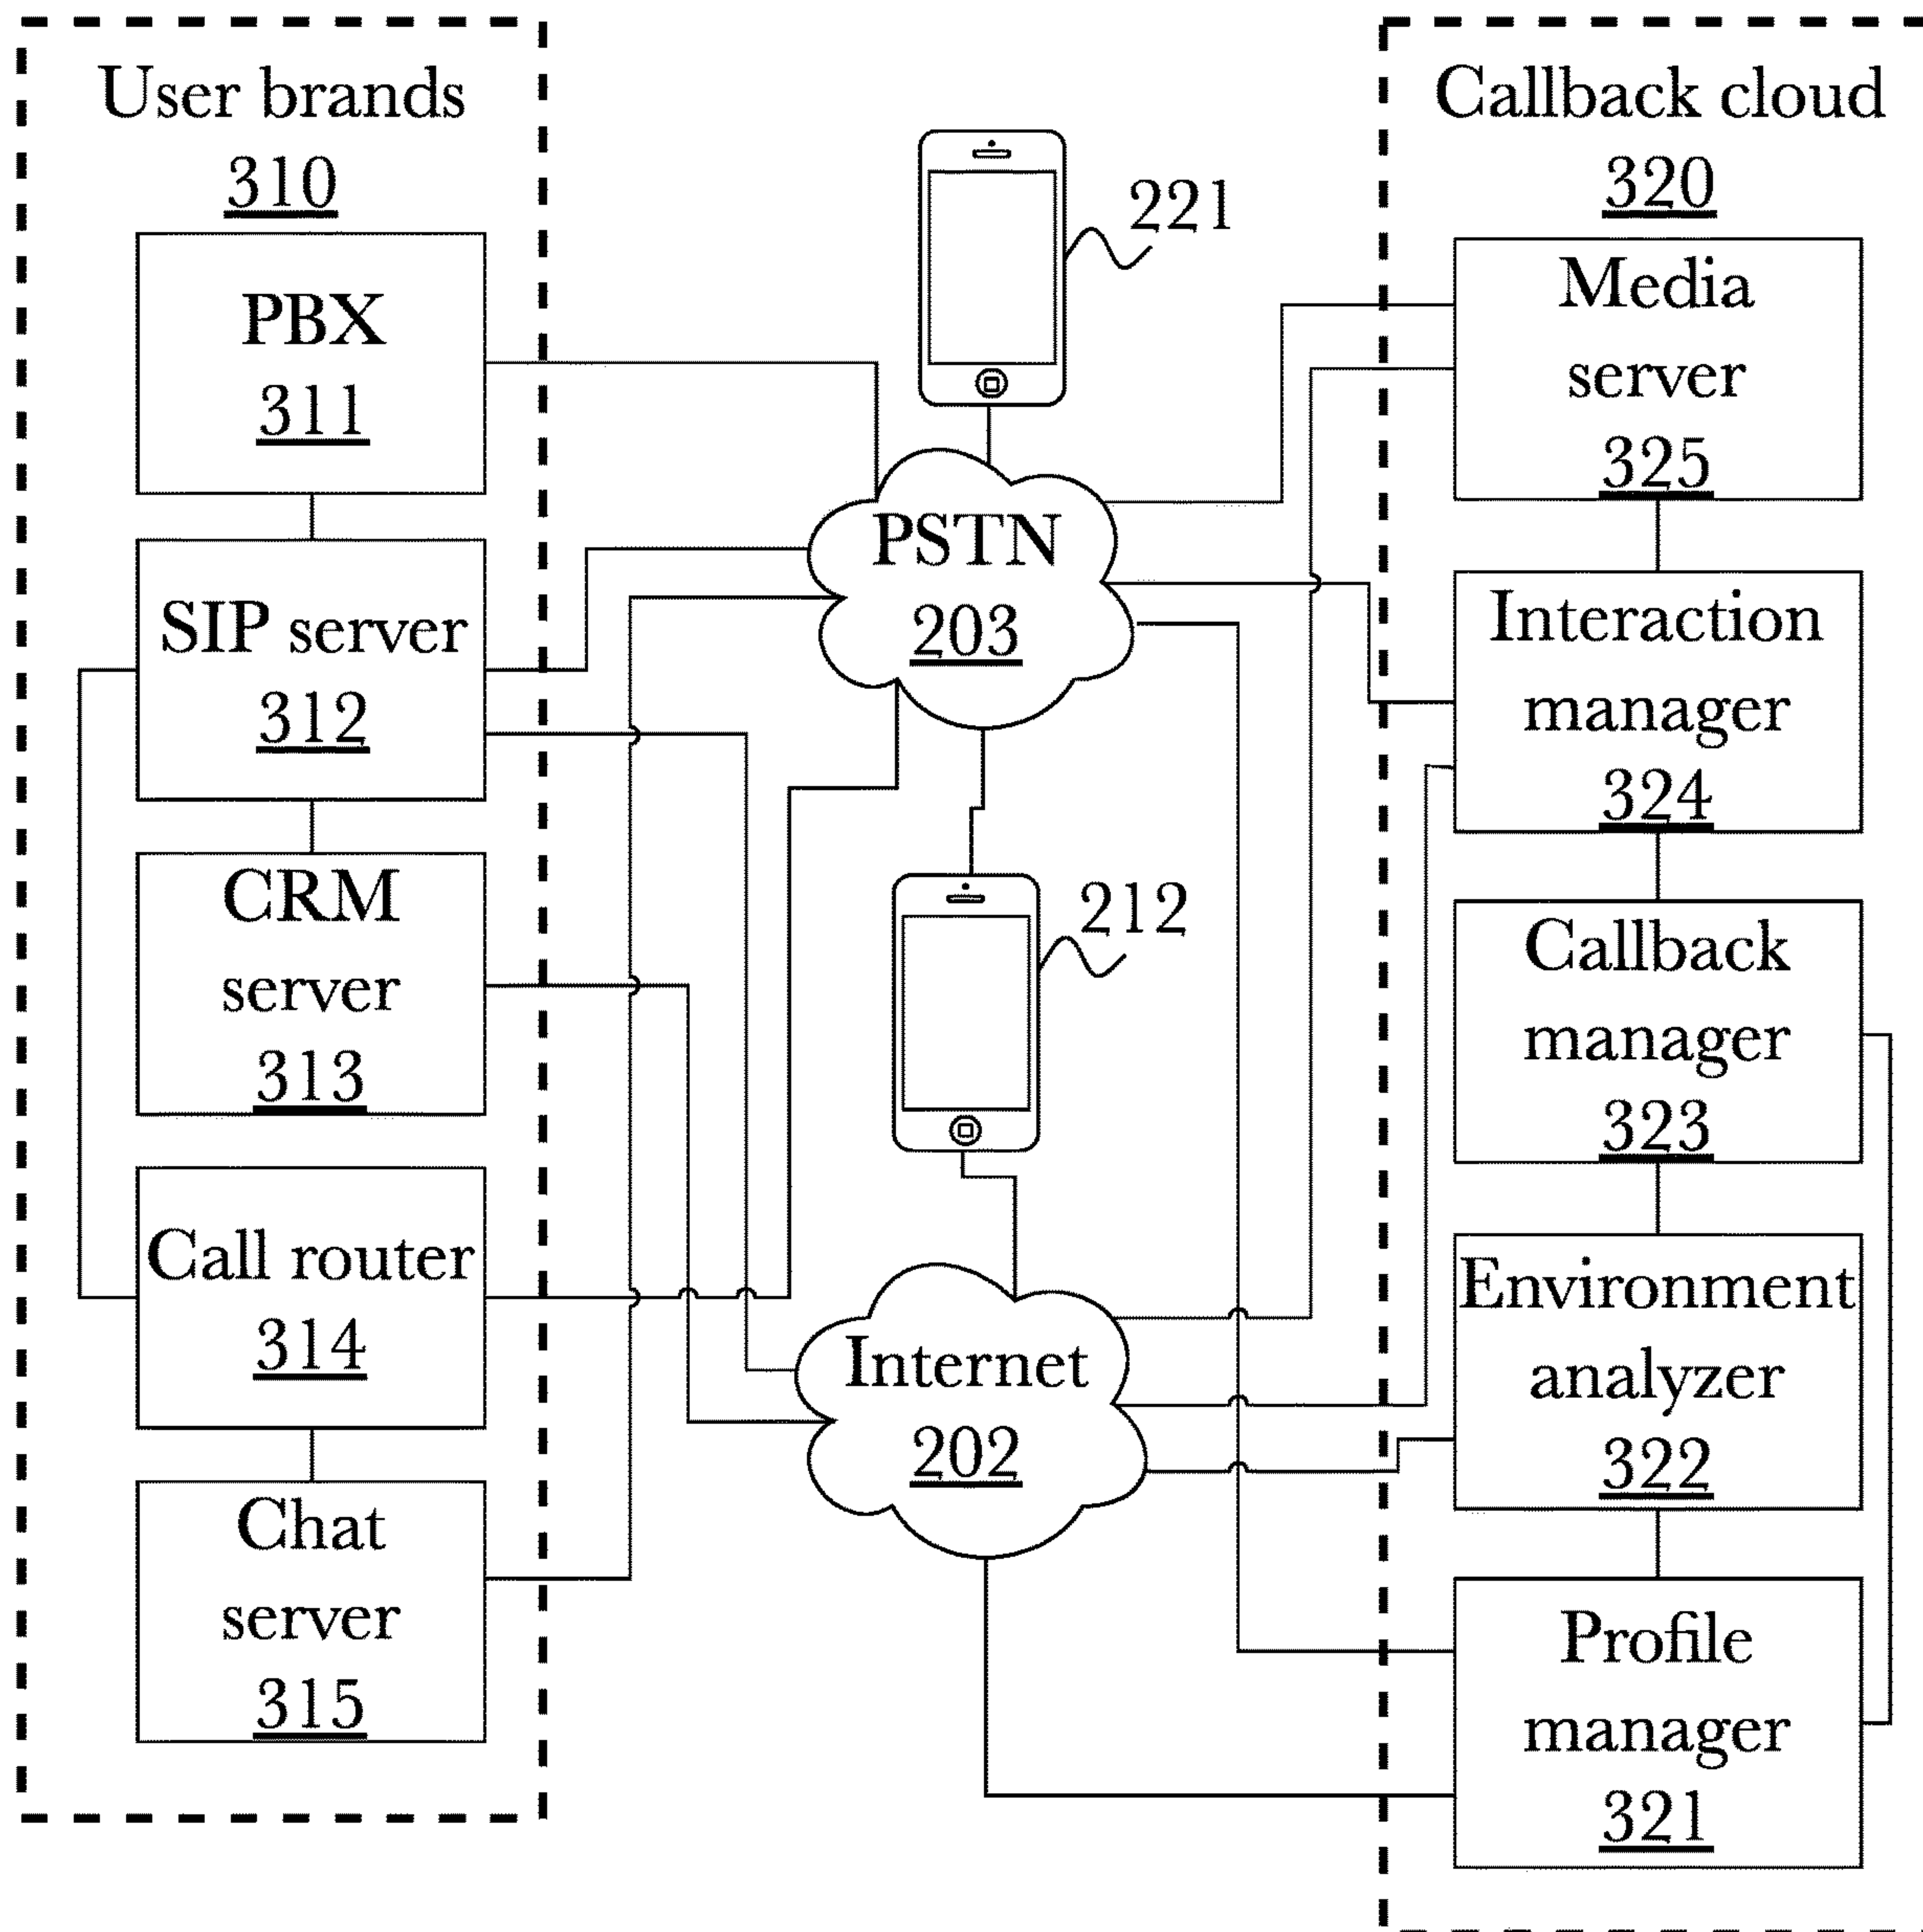 User brands
310
PBX
311
SIP server
312
CRM
server
313
Call router
314
Chat
server
315
221
PSTN
203
212
Internet
202
Callback cloud
320
Media
server
325
Interaction
manager
324
Callback
manager
323
Environment
analyzer
322
Profile
manager
321